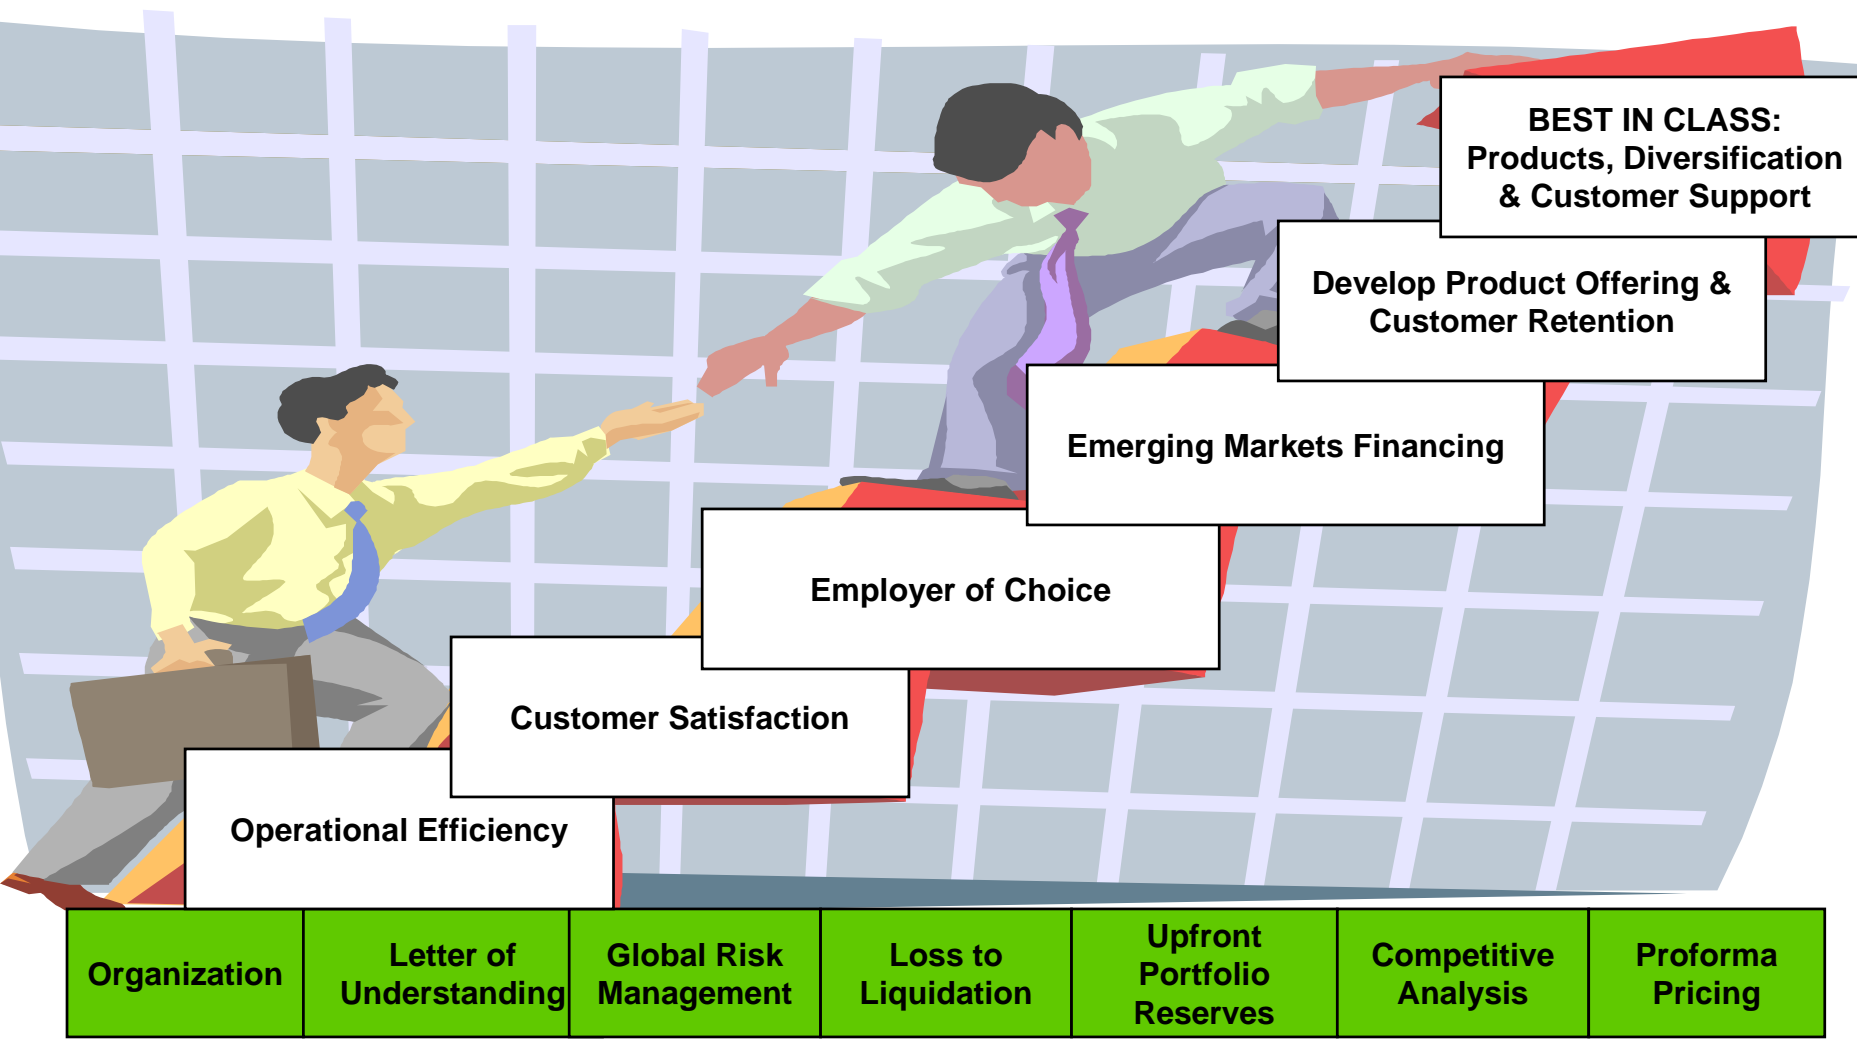 BEST IN CLASS:
Products, Diversification
& Customer Support
Develop Product Offering &
Customer Retention
Emerging Markets Financing
Employer of Choice
Customer Satisfaction
Operational Efficiency
Organization
Letter of
Understanding
Global Risk
Management
Loss to
Liquidation
Upfront
Portfolio
Reserves
Competitive
Analysis
Proforma
Pricing